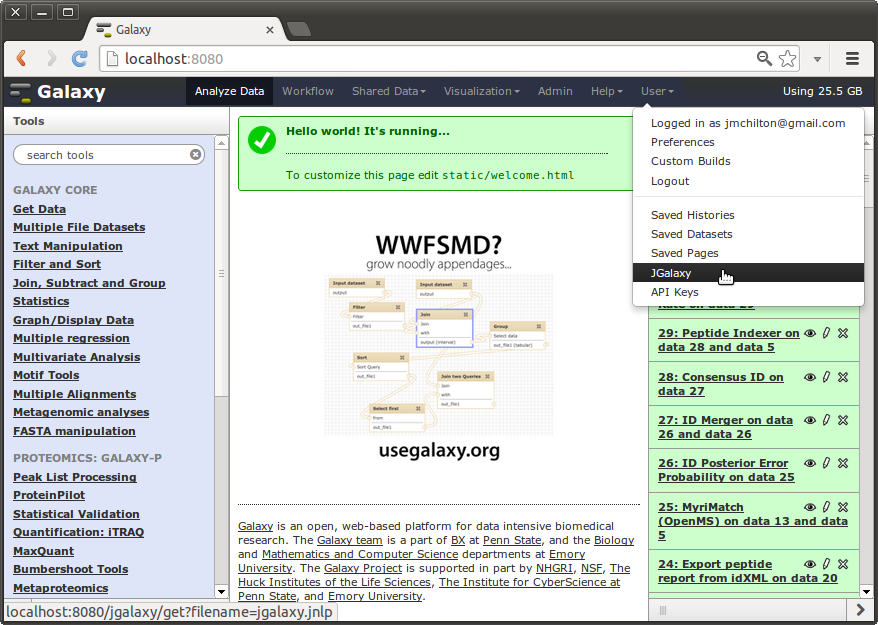 Galaxy
localhost:8080
Galaxy
Analyze Data
Workflow
Shared Data
Visualization
Admin
Help
User
Using 25.5 GB
Tools
search tools
GALAXY CORE
Get Data
Multiple File Datasets
Text Manipulation
Filter and Sort
Join, Subtract and Group
Statistics
Graph/Display Data
Multiple regression
Multivariate Analysis
Motif Tools
Multiple Alignments
Metagenomic analyses
FASTA manipulation
PROTEOMICS: GALAXY-P
Peak List Processing
ProteinPilot
Statistical Validation
Quantification: iTRAQ
MaxQuant
Bumbershoot Tools
Metaproteomics
localhost:8080/jgalaxy/get?filename=jgalaxy.jnlp
Hello world! It's running...
To customize this page edit static/welcome.html
WWFSMD?
grow noodly appendages...
Input dataset
output
Input dataset
output
Filter
Filter
out_file1
Join
Join
with
output (interval)
Group
Select data
out_file1 (tabular)
Sort
Sort Query
out_file1
Join two Queries
Join
with
out_file1
Select first
from
out_file1
usegalaxy.org
Galaxy is an open, web-based platform for data intensive biomedical
research. The Galaxy team is a part of BX at Penn State, and the Biology
and Mathematics and Computer Science departments at Emory
University. The Galaxy Project is supported in part by NHGRI, NSF, The
Huck Institutes of the Life Sciences, The Institute for CyberScience at
Penn State, and Emory University.
Logged in as jmchilton@gmail.com
Preferences
Custom Builds
Logout
Saved Histories
Saved Datasets
Saved Pages
JGalaxy
API Keys
29: Peptide Indexer on
data 28 and data 5
28: Consensus ID on
data 27
27: ID Merger on data
26 and data 26
26: ID Posterior Error
Probability on data 25
25: MyriMatch
(OpenMS) on data 13 and data
5
24: Export peptide
report from idXML on data 20